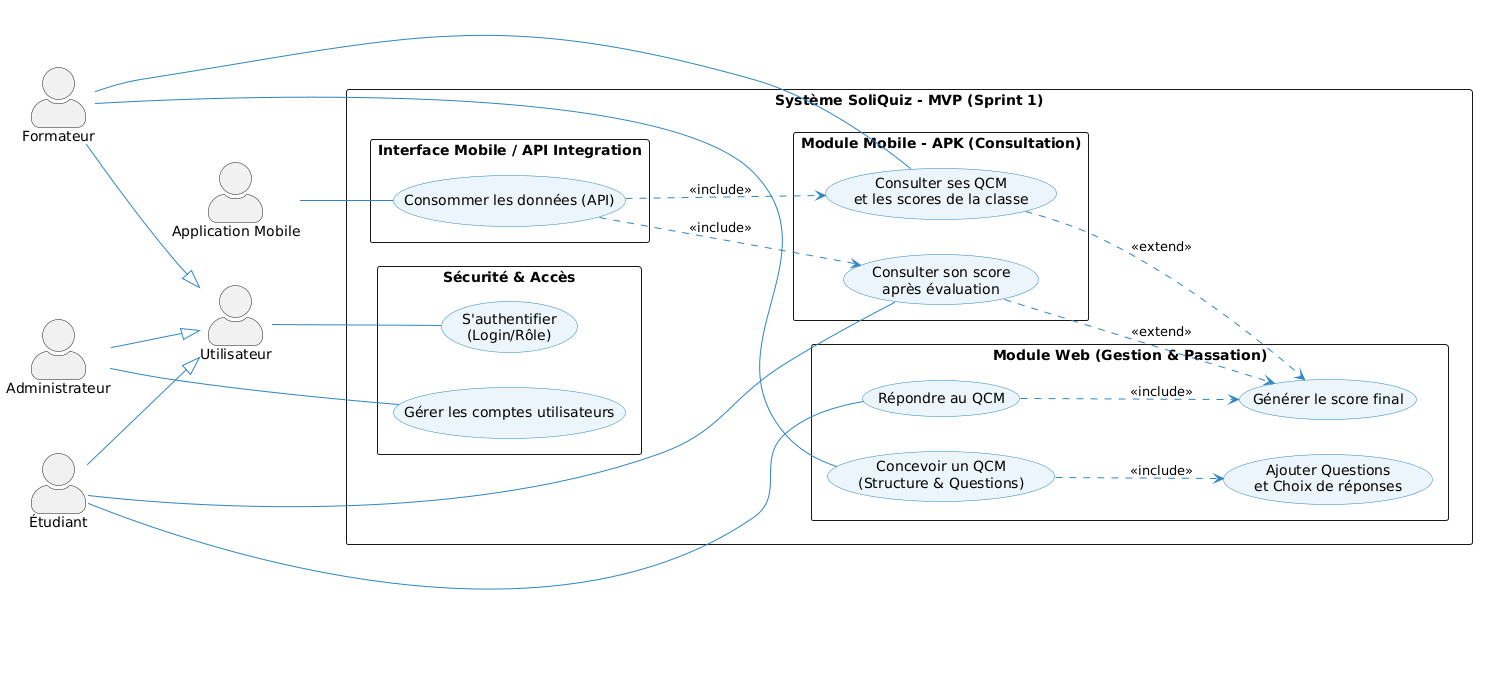 Système SoliQuiz - MVP (Sprint 1)
Formateur
Application Mobile
Utilisateur
Administrateur
Étudiant
Interface Mobile / API Integration
Consommer les données (API)
Sécurité & Accès
S'authentifier
(Login/Rôle)
Gérer les comptes utilisateurs
«include»
«include»
Module Mobile - APK (Consultation)
Consulter ses QCM
et les scores de la classe
Consulter son score
après évaluation
«extend»
«extend»
Module Web (Gestion & Passation)
Répondre au QCM
«include»
Générer le score final
Concevoir un QCM
(Structure & Questions)
«include»
Ajouter Questions
et Choix de réponses